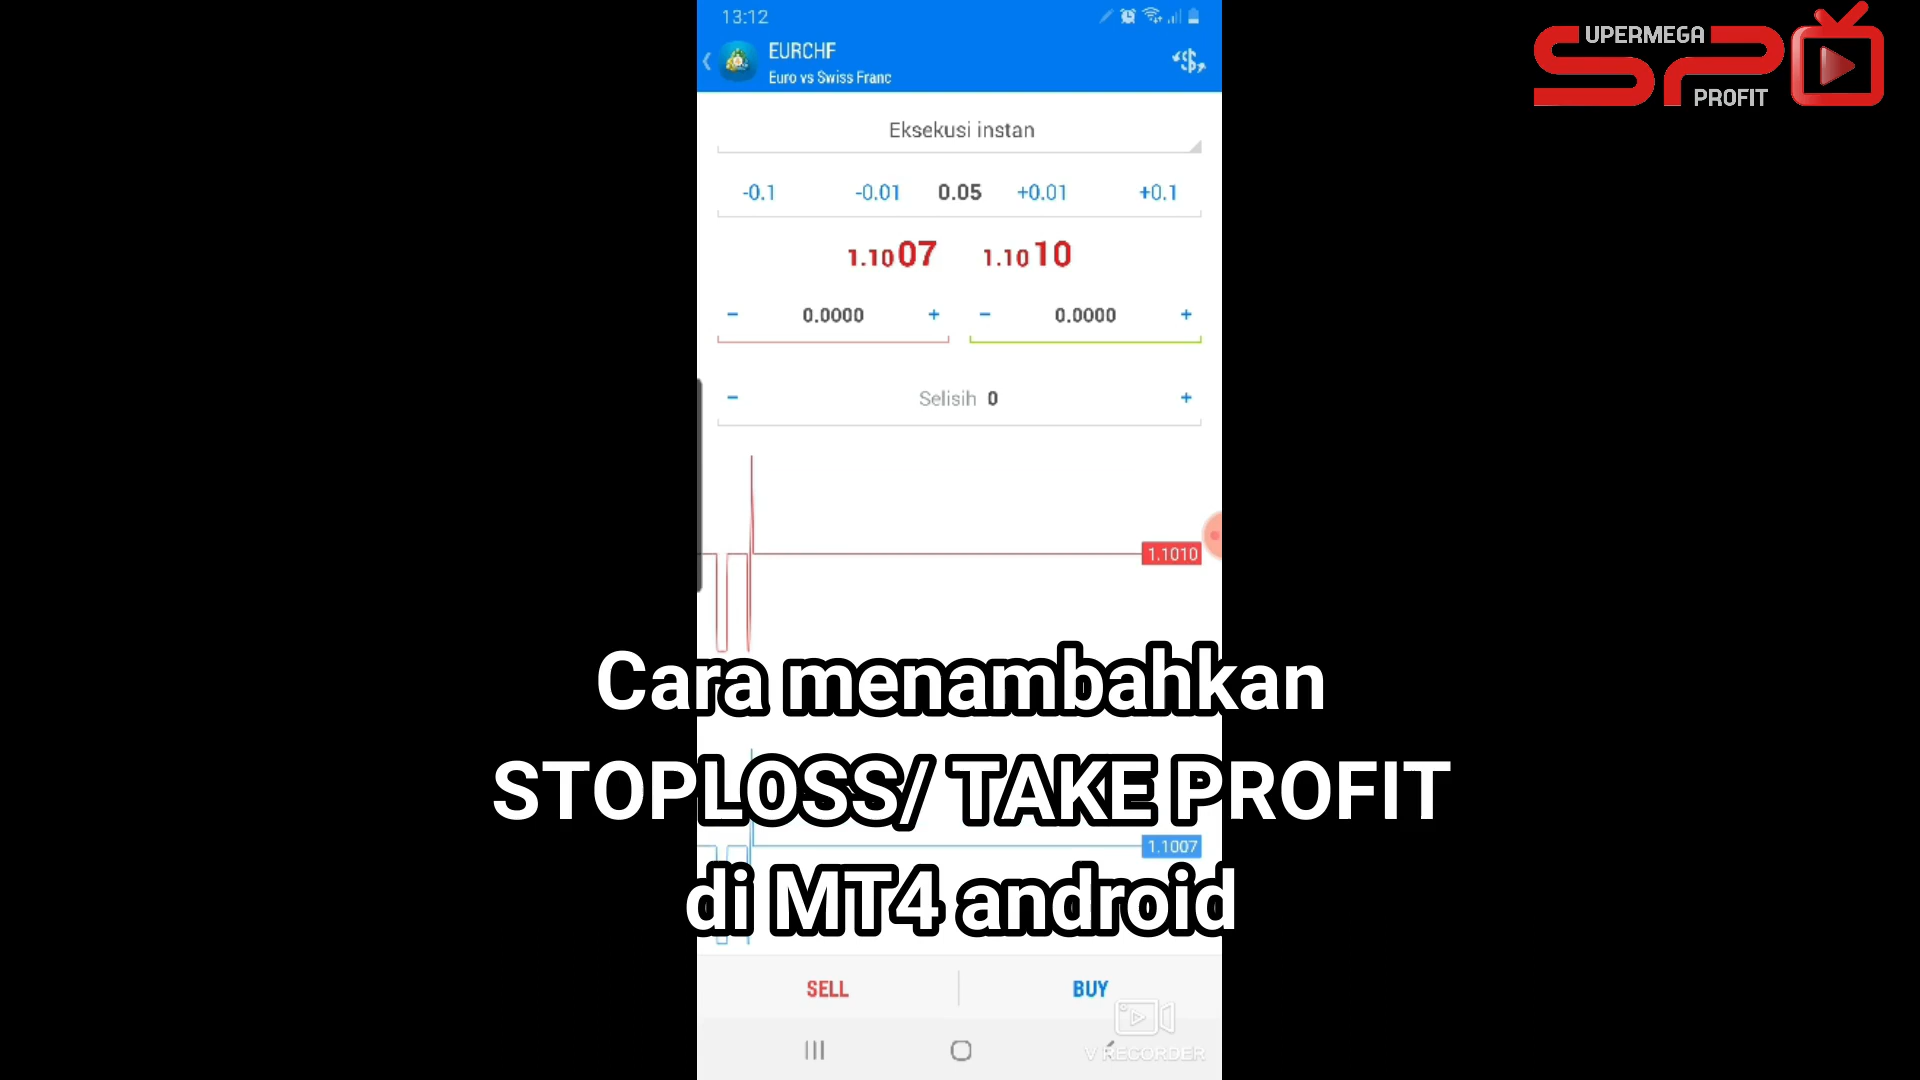 13:12
EURCHF
Euro vs Swiss Franc
UPERMEGA
SP
PROFIT
Eksekusi instan
-0.1 -0.01 0.05 +0.01 +0.1
1.1007 1.1010
- 0.0000 + - 0.0000 +
- Selisih 0 +
1.1010
Cara menambahkan
STOPLOSS/ TAKE PROFIT
1.1007
di MT4 android
SELL BUY
V RECORDER